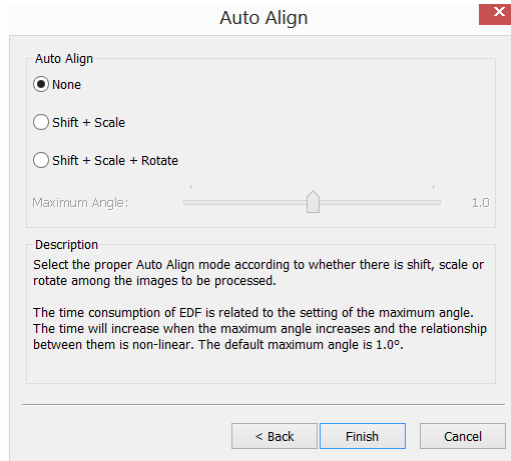 Auto Align
Auto Align
None
Shift + Scale
Shift + Scale + Rotate
Maximum Angle: 1.0
Description
Select the proper Auto Align mode according to whether there is shift, scale or
rotate among the images to be processed.
The time consumption of EDF is related to the setting of the maximum angle.
The time will increase when the maximum angle increases and the relationship
between them is non-linear. The default maximum angle is 1.0º.
< Back Finish Cancel